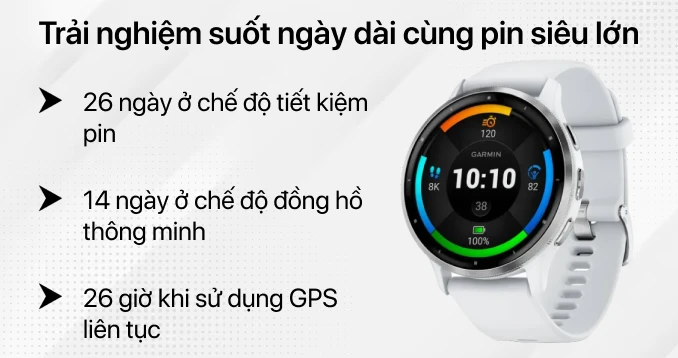 Trải nghiệm suốt ngày dài cùng pin siêu lớn
26 ngày ở chế độ tiết kiệm
pin
14 ngày ở chế độ đồng hồ
thông minh
26 giờ khi sử dụng GPS
liên tục
120
GARMIN
8K
10:10
82
38
100%